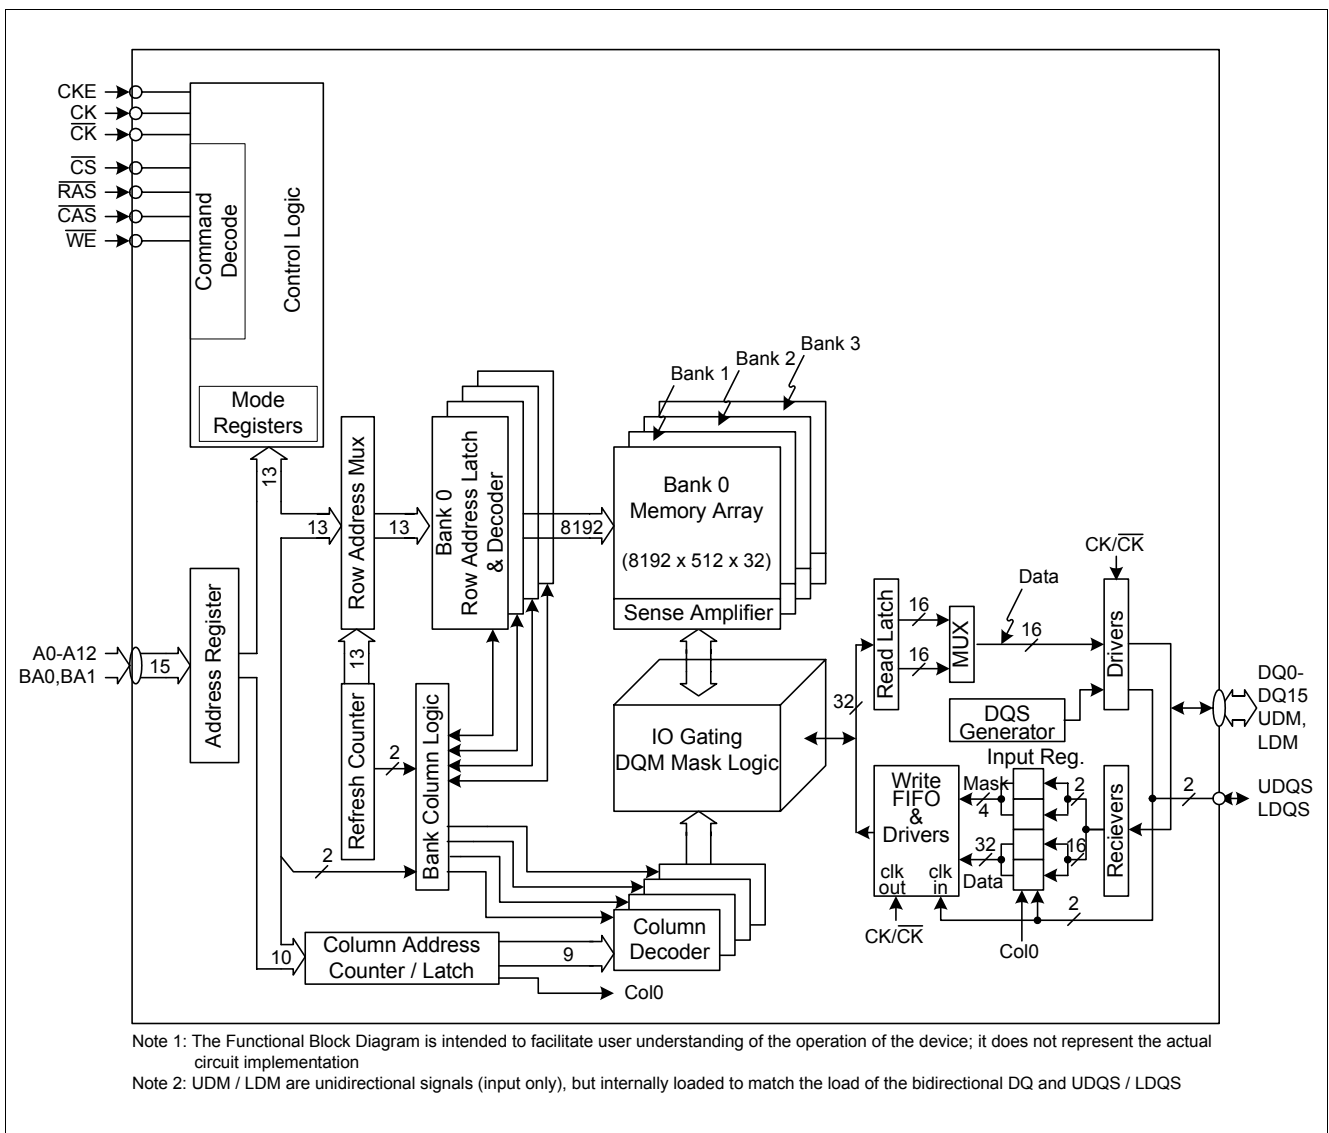 CKE
CK
C̅K̅
C̅S̅
R̅A̅S̅
C̅A̅S̅
W̅E̅
Command
Decode
Control Logic
Mode
Registers
13
Bank 3
Bank 2
Bank 1
13
Row Address Mux
13
Bank 0
Row Address Latch
& Decoder
8192
Bank 0
Memory Array
(8192 x 512 x 32)
Sense Amplifier
A0-A12
BA0,BA1
15
Address Register
13
Refresh Counter
2
Bank Column Logic
2
IO Gating
DQM Mask Logic
32
Read Latch
16
16
MUX
Data
16
CK/C̅K̅
Drivers
DQS
Generator
DQ0-
DQ15
UDM,
LDM
Input Reg.
Write
FIFO
&
Drivers
clk
out
clk
in
Mask
4
32
Data
2
16
Recievers
2
UDQS
LDQS
2
CK/C̅K̅
Col0
10
Column Address
Counter / Latch
9
Column
Decoder
Col0
Note 1: The Functional Block Diagram is intended to facilitate user understanding of the operation of the device; it does not represent the actual
circuit implementation
Note 2: UDM / LDM are unidirectional signals (input only), but internally loaded to match the load of the bidirectional DQ and UDQS / LDQS